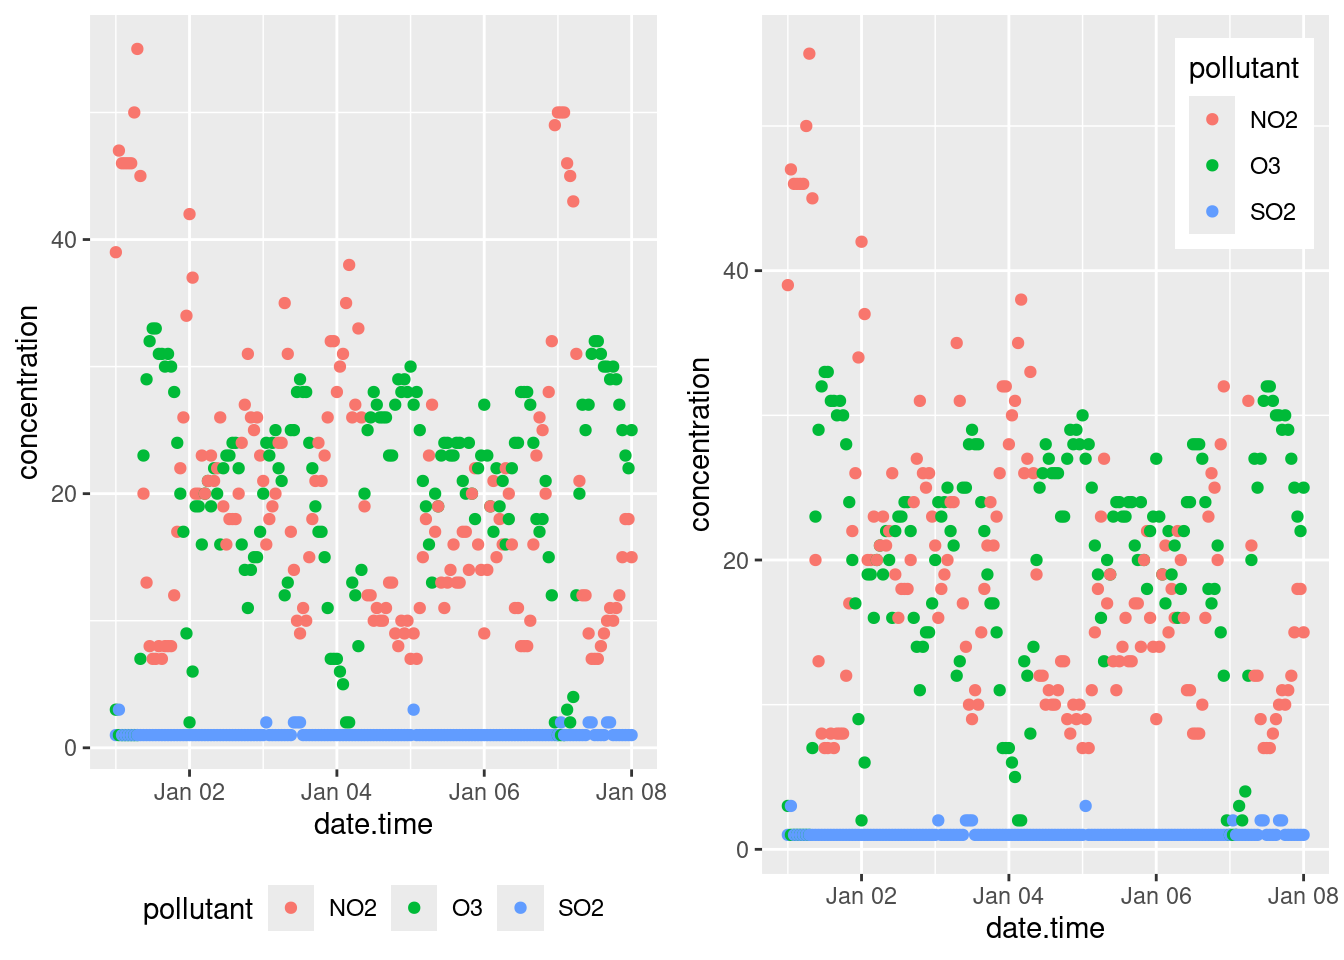 concentration
40
20
0
Jan 02 Jan 04 Jan 06 Jan 08
date.time
pollutant NO2 O3 SO2
concentration
40
20
0
pollutant
NO2
O3
SO2
Jan 02 Jan 04 Jan 06 Jan 08
date.time